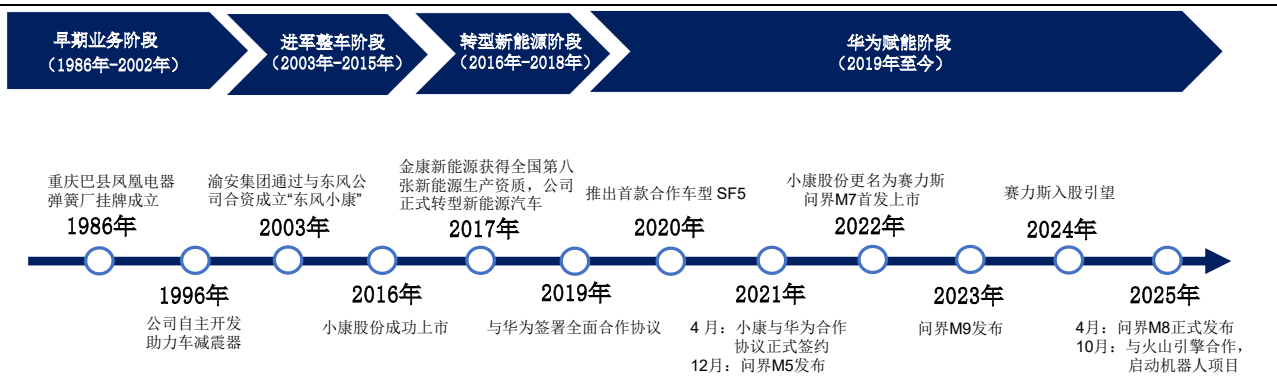 早期业务阶段
（1986年-2002年）
进军整车阶段
（2003年-2015年）
转型新能源阶段
（2016年-2018年）
华为赋能阶段
（2019年至今）
重庆巴县凤凰电器
弹簧厂挂牌成立
1986年
1996年
公司自主开发
助力车减震器
渝安集团通过与东风公
司合资成立“东风小康”
2003年
2016年
小康股份成功上市
金康新能源获得全国第八
张新能源生产资质，公司
正式转型新能源汽车
2017年
2019年
与华为签署全面合作协议
推出首款合作车型 SF5
2020年
2021年
4 月：小康与华为合作
协议正式签约
12月：问界M5发布
小康股份更名为赛力斯
问界M7首发上市
2022年
2023年
问界M9发布
赛力斯入股引望
2024年
2025年
4月：问界M8正式发布
10月：与火山引擎合作，
启动机器人项目